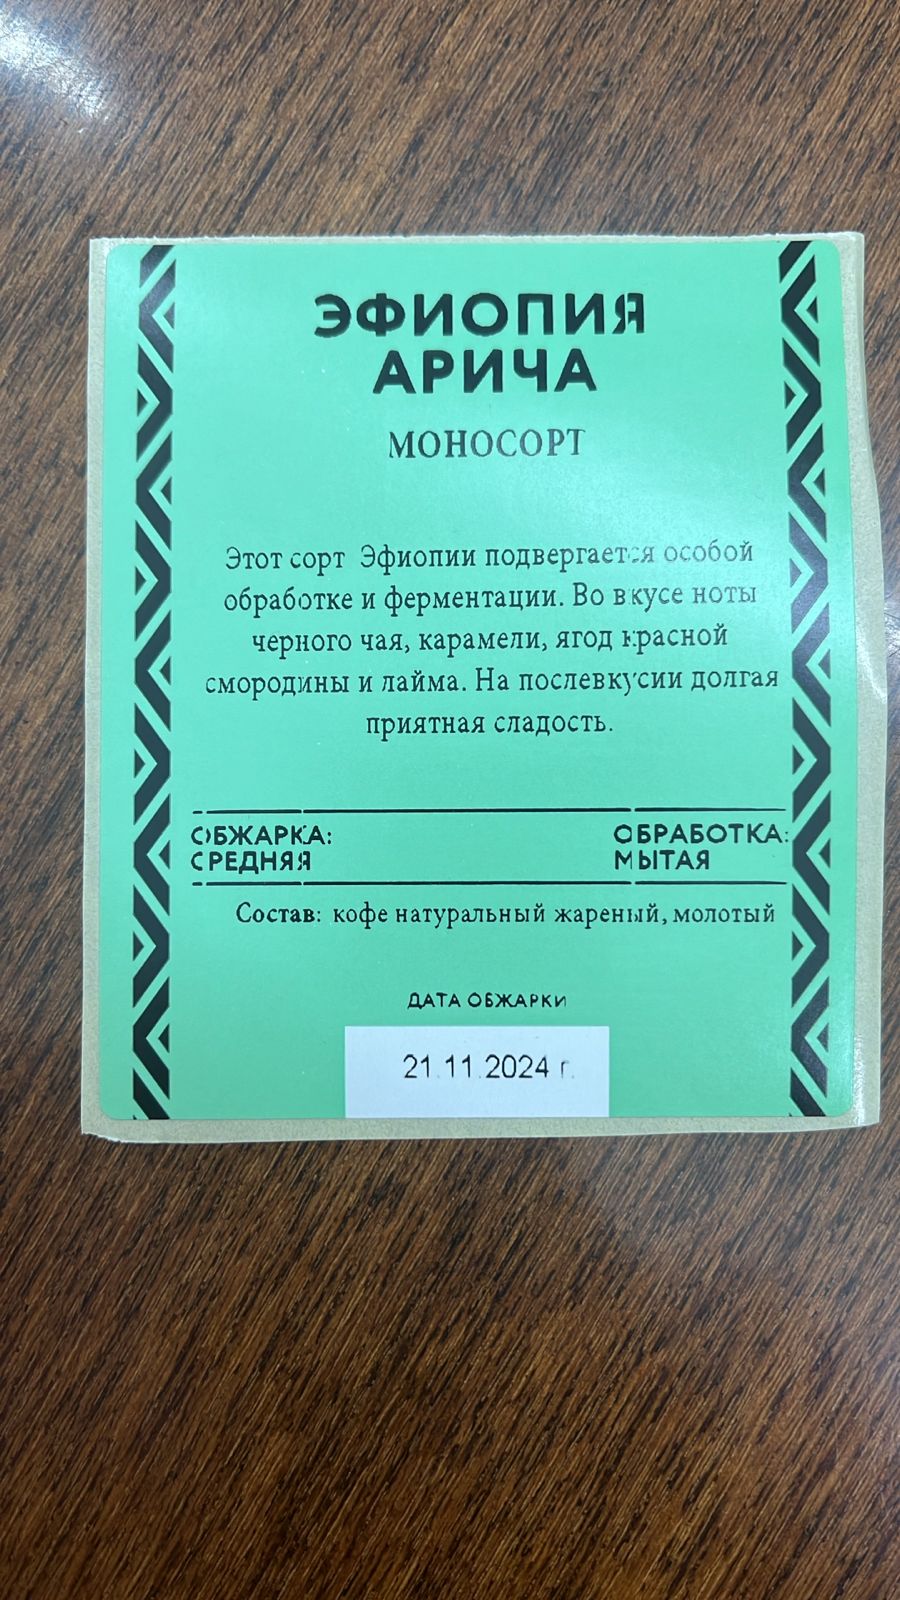 ЭФИОПИЯ
АРИЧА
МОНОСОРТ
Этот сорт Эфиопии подвергается особой
обработке и ферментации. Во вкусе ноты
черного чая, карамели, ягод красной
смородины и лайма. На послевкусии долгая
приятная сладость.
ОБЖАРКА:
СРЕДНЯЯ
ОБРАБОТКА:
МЫТАЯ
Состав: кофе натуральный жареный, молотый
ДАТА ОБЖАРКИ
21.11.2024 г.